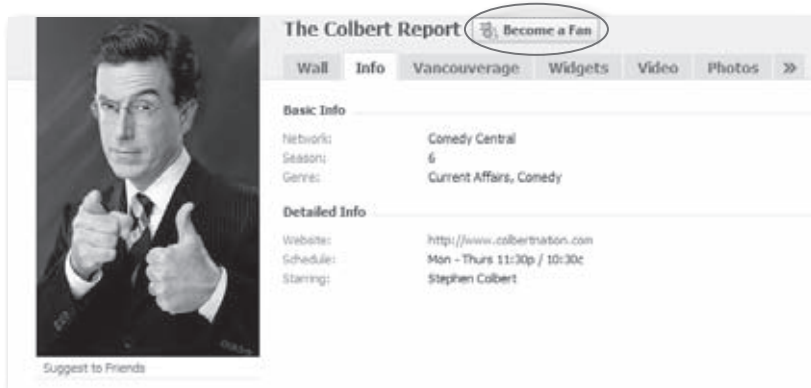 The Colbert Report Become a Fan
Wall Info Vancouverage Widgets Video Photos »
Basic Info
Network: Comedy Central
Season: 6
Genre: Current Affairs, Comedy
Detailed Info
Website: http://www.colbertnation.com
Schedule: Mon - Thurs 11:30p / 10:30c
Starring: Stephen Colbert
Suggest to Friends